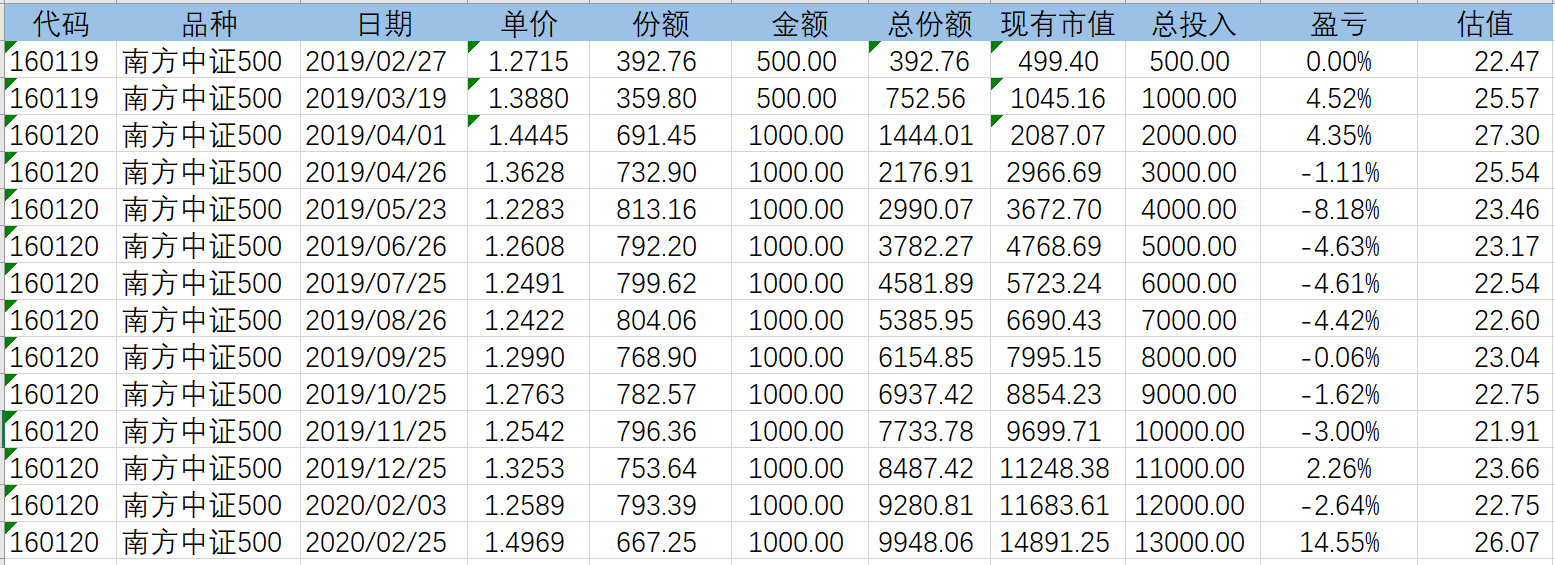 代码 品种 日期 单价 份额 金额 总份额 现有市值 总投入 盈亏 估值
160119 南方中证500 2019/02/27 1.2715 392.76 500.00 392.76 499.40 500.00 0.00% 22.47
160119 南方中证500 2019/03/19 1.3880 359.80 500.00 752.56 1045.16 1000.00 4.52% 25.57
160120 南方中证500 2019/04/01 1.4445 691.45 1000.00 1444.01 2087.07 2000.00 4.35% 27.30
160120 南方中证500 2019/04/26 1.3628 732.90 1000.00 2176.91 2966.69 3000.00 -1.11% 25.54
160120 南方中证500 2019/05/23 1.2283 813.16 1000.00 2990.07 3672.70 4000.00 -8.18% 23.46
160120 南方中证500 2019/06/26 1.2608 792.20 1000.00 3782.27 4768.69 5000.00 -4.63% 23.17
160120 南方中证500 2019/07/25 1.2491 799.62 1000.00 4581.89 5723.24 6000.00 -4.61% 22.54
160120 南方中证500 2019/08/26 1.2422 804.06 1000.00 5385.95 6690.43 7000.00 -4.42% 22.60
160120 南方中证500 2019/09/25 1.2990 768.90 1000.00 6154.85 7995.15 8000.00 -0.06% 23.04
160120 南方中证500 2019/10/25 1.2763 782.57 1000.00 6937.42 8854.23 9000.00 -1.62% 22.75
160120 南方中证500 2019/11/25 1.2542 796.36 1000.00 7733.78 9699.71 10000.00 -3.00% 21.91
160120 南方中证500 2019/12/25 1.3253 753.64 1000.00 8487.42 11248.38 11000.00 2.26% 23.66
160120 南方中证500 2020/02/03 1.2589 793.39 1000.00 9280.81 11683.61 12000.00 -2.64% 22.75
160120 南方中证500 2020/02/25 1.4969 667.25 1000.00 9948.06 14891.25 13000.00 14.55% 26.07